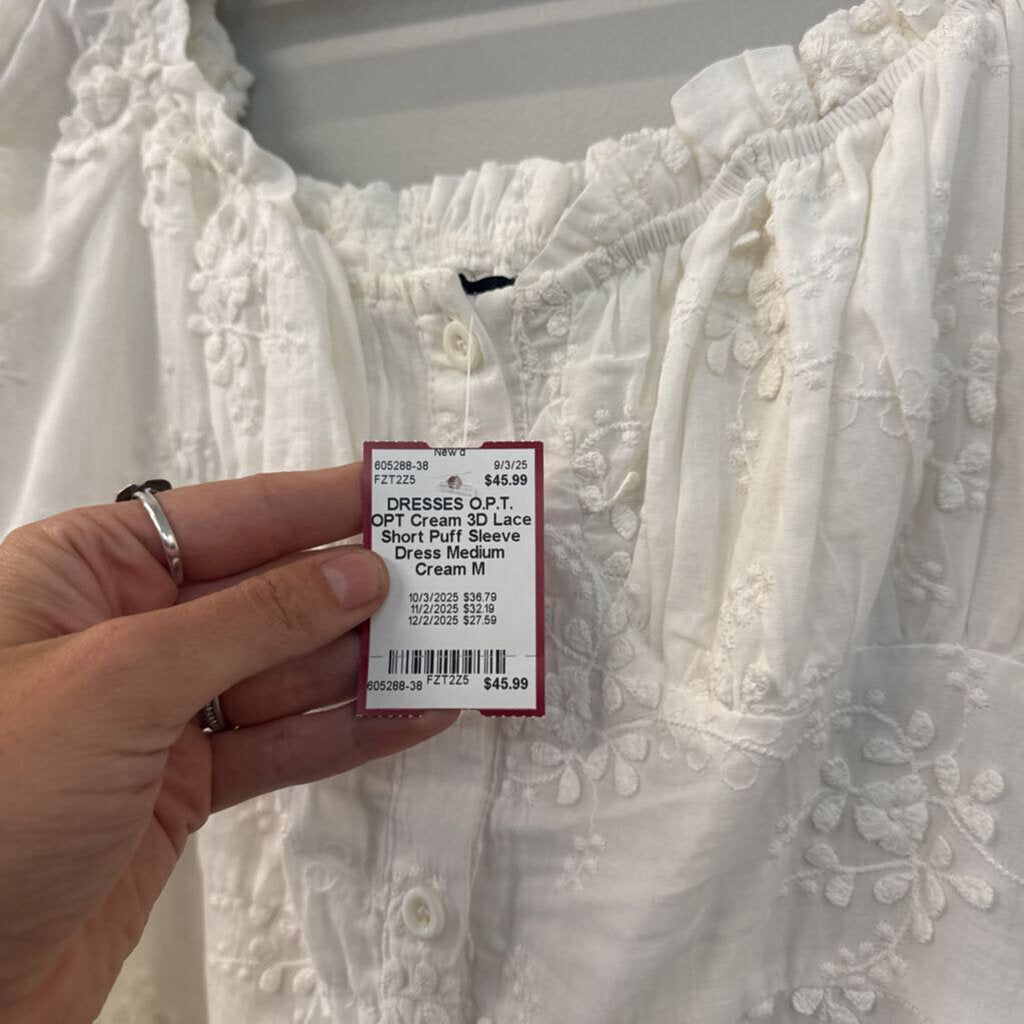 New
605288-38 9/3/25
FZT2Z5 $45.99
DRESSES O.P.T.
OPT Cream 3D Lace
Short Puff Sleeve
Dress Medium
Cream M
10/3/2025 $36.79
11/2/2025 $32.19
12/2/2025 $27.59
605288-38 FZT2Z5 $45.99